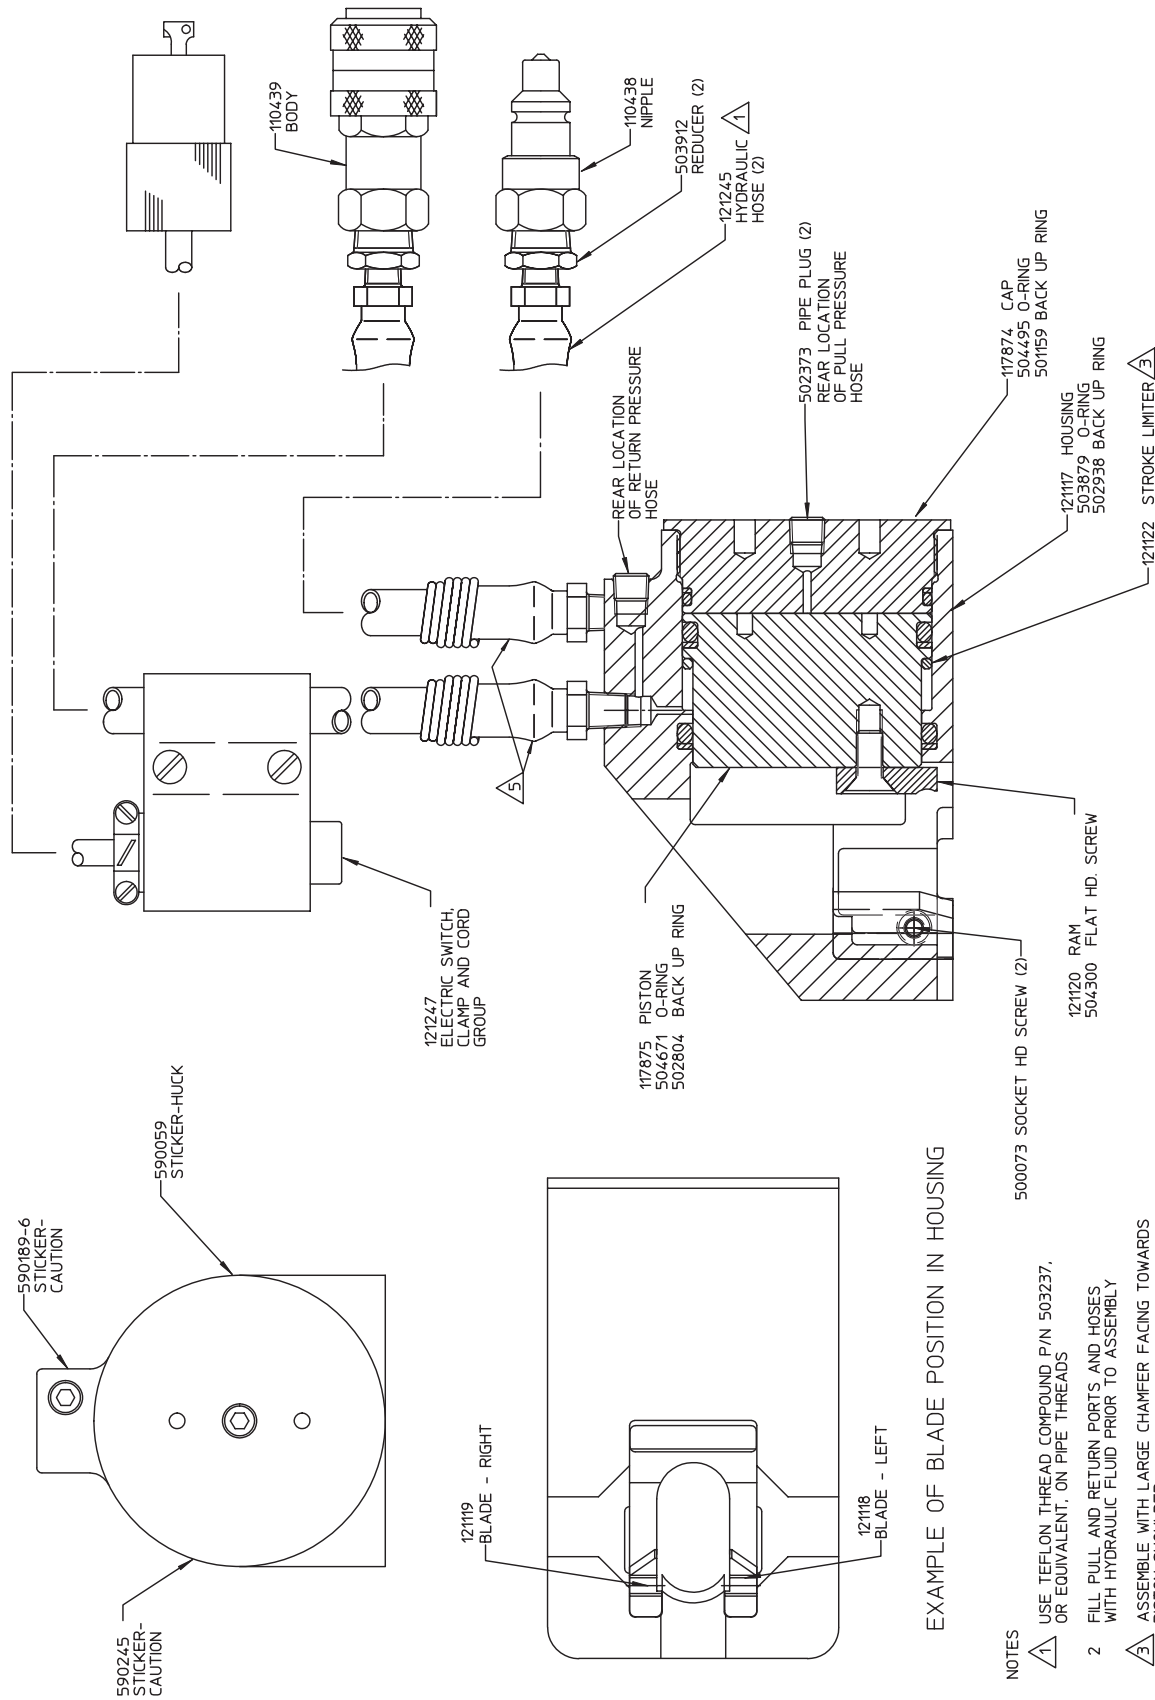 590245
STICKER-
CAUTION
590189-6
STICKER-
CAUTION
590059
STICKER-HUCK
121247
ELECTRIC SWITCH,
CLAMP AND CORD
GROUP
110439
BODY
110438
NIPPLE
503912
REDUCER (2)
121245
HYDRAULIC
HOSE (2)
1
5
REAR LOCATION
OF RETURN PRESSURE
HOSE
502373 PIPE PLUG (2)
REAR LOCATION
OF PULL PRESSURE
HOSE
117874 CAP
504495 O-RING
501159 BACK UP RING
121117 HOUSING
503879 O-RING
502938 BACK UP RING
121122 STROKE LIMITER
3
117875 PISTON
504671 O-RING
502804 BACK UP RING
500073 SOCKET HD SCREW (2)
121120 RAM
504300 FLAT HD. SCREW
121119
BLADE - RIGHT
121118
BLADE - LEFT
EXAMPLE OF BLADE POSITION IN HOUSING
NOTES
1 USE TEFLON THREAD COMPOUND P/N 503237,
OR EQUIVALENT, ON PIPE THREADS
2 FILL PULL AND RETURN PORTS AND HOSES
WITH HYDRAULIC FLUID PRIOR TO ASSEMBLY
3 ASSEMBLE WITH LARGE CHAMFER FACING TOWARDS